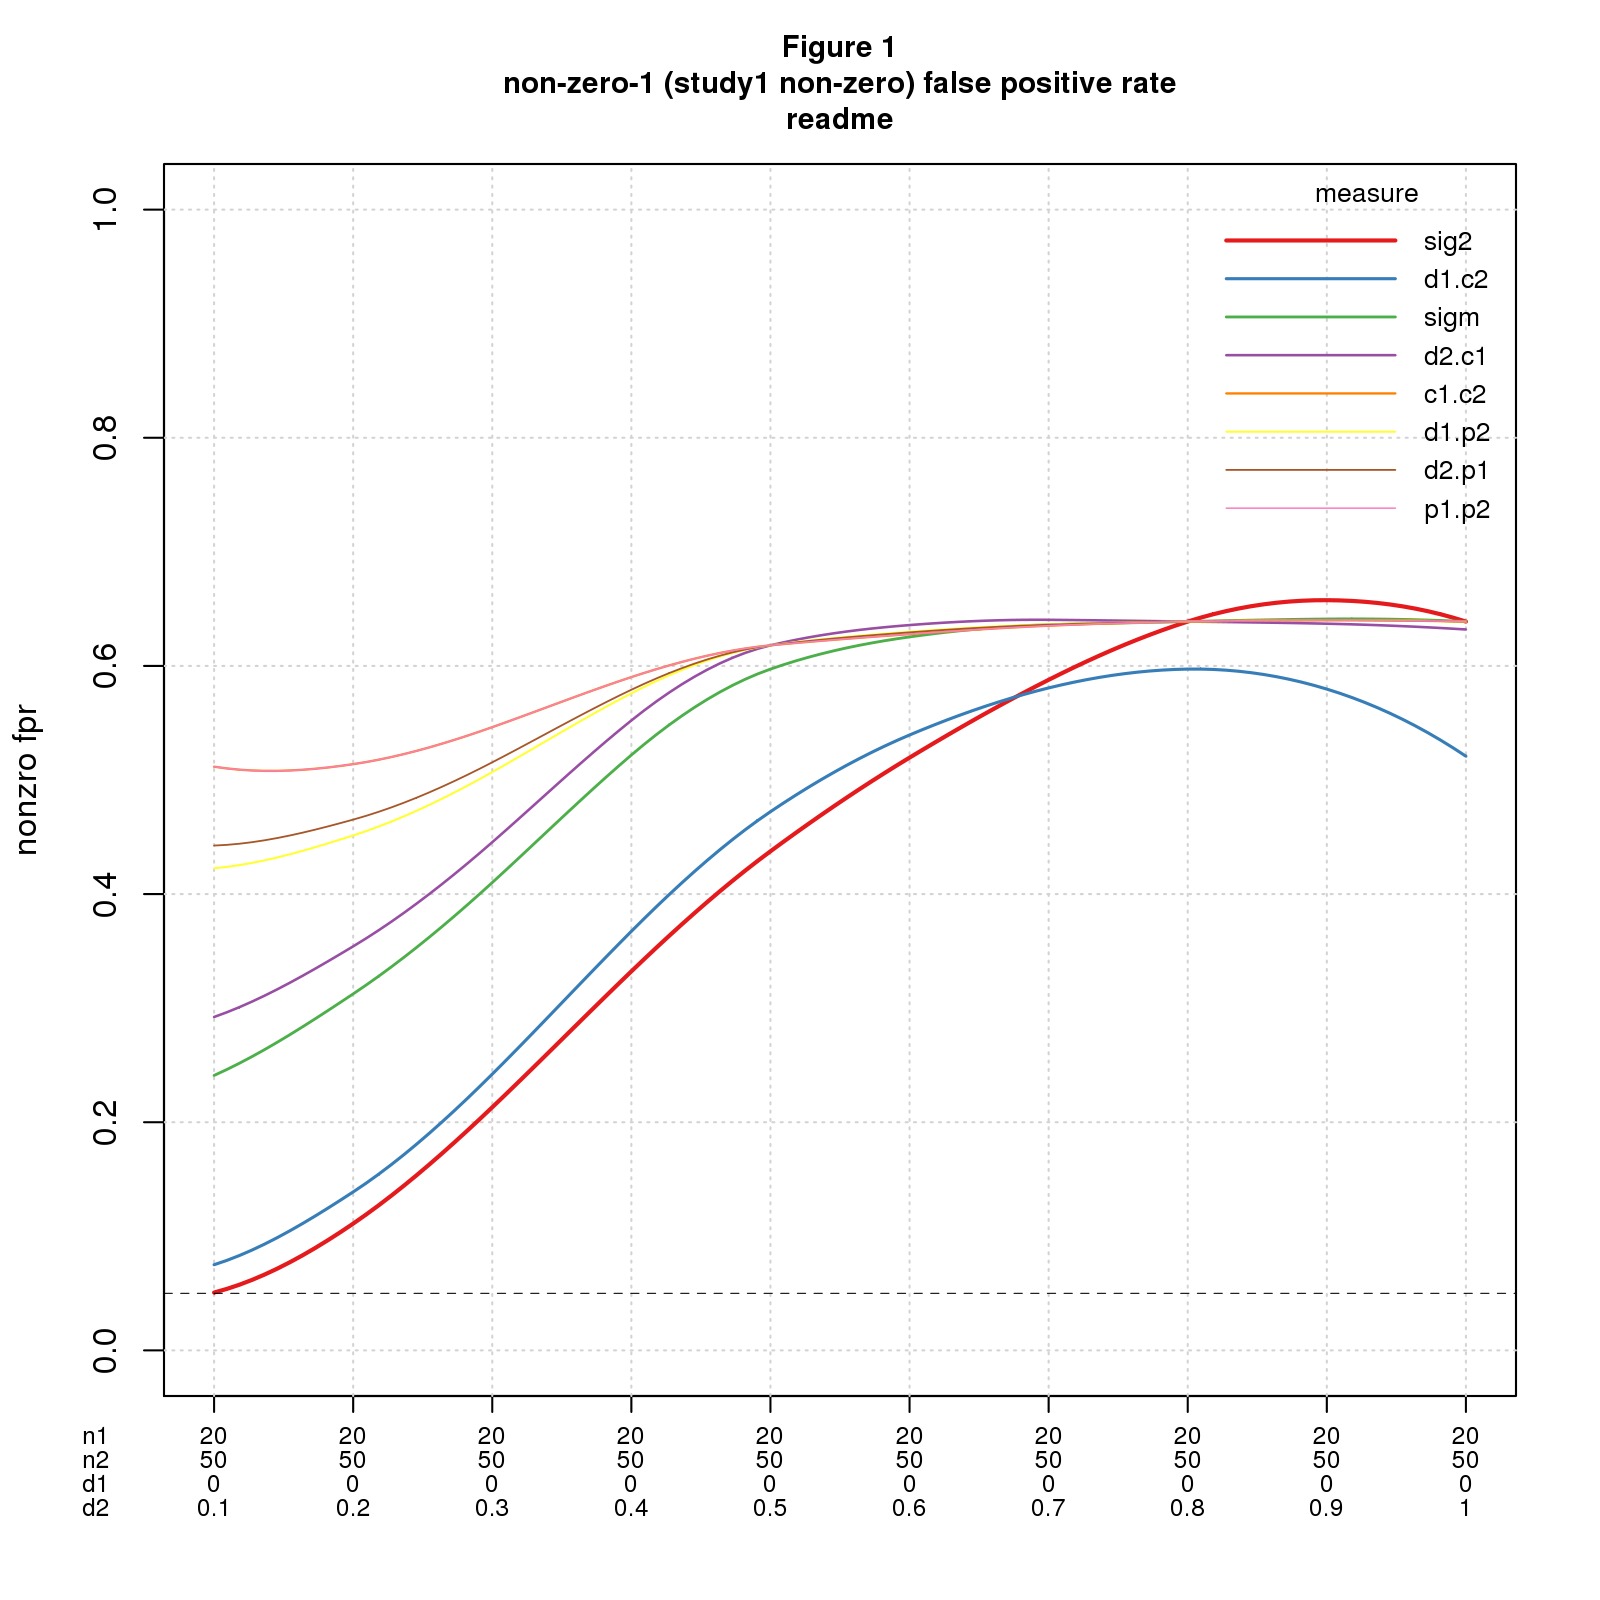 Figure 1
non-zero-1 (study1 non-zero) false positive rate
readme
measure
sig2
d1.c2
sigm
d2.c1
c1.c2
d1.p2
d2.p1
p1.p2
nonzro fpr
1.0
0.8
0.6
0.4
0.2
0.0
n1 20 20 20 20 20 20 20 20 20 20
n2 50 50 50 50 50 50 50 50 50 50
d1 0 0 0 0 0 0 0 0 0 0
d2 0.1 0.2 0.3 0.4 0.5 0.6 0.7 0.8 0.9 1